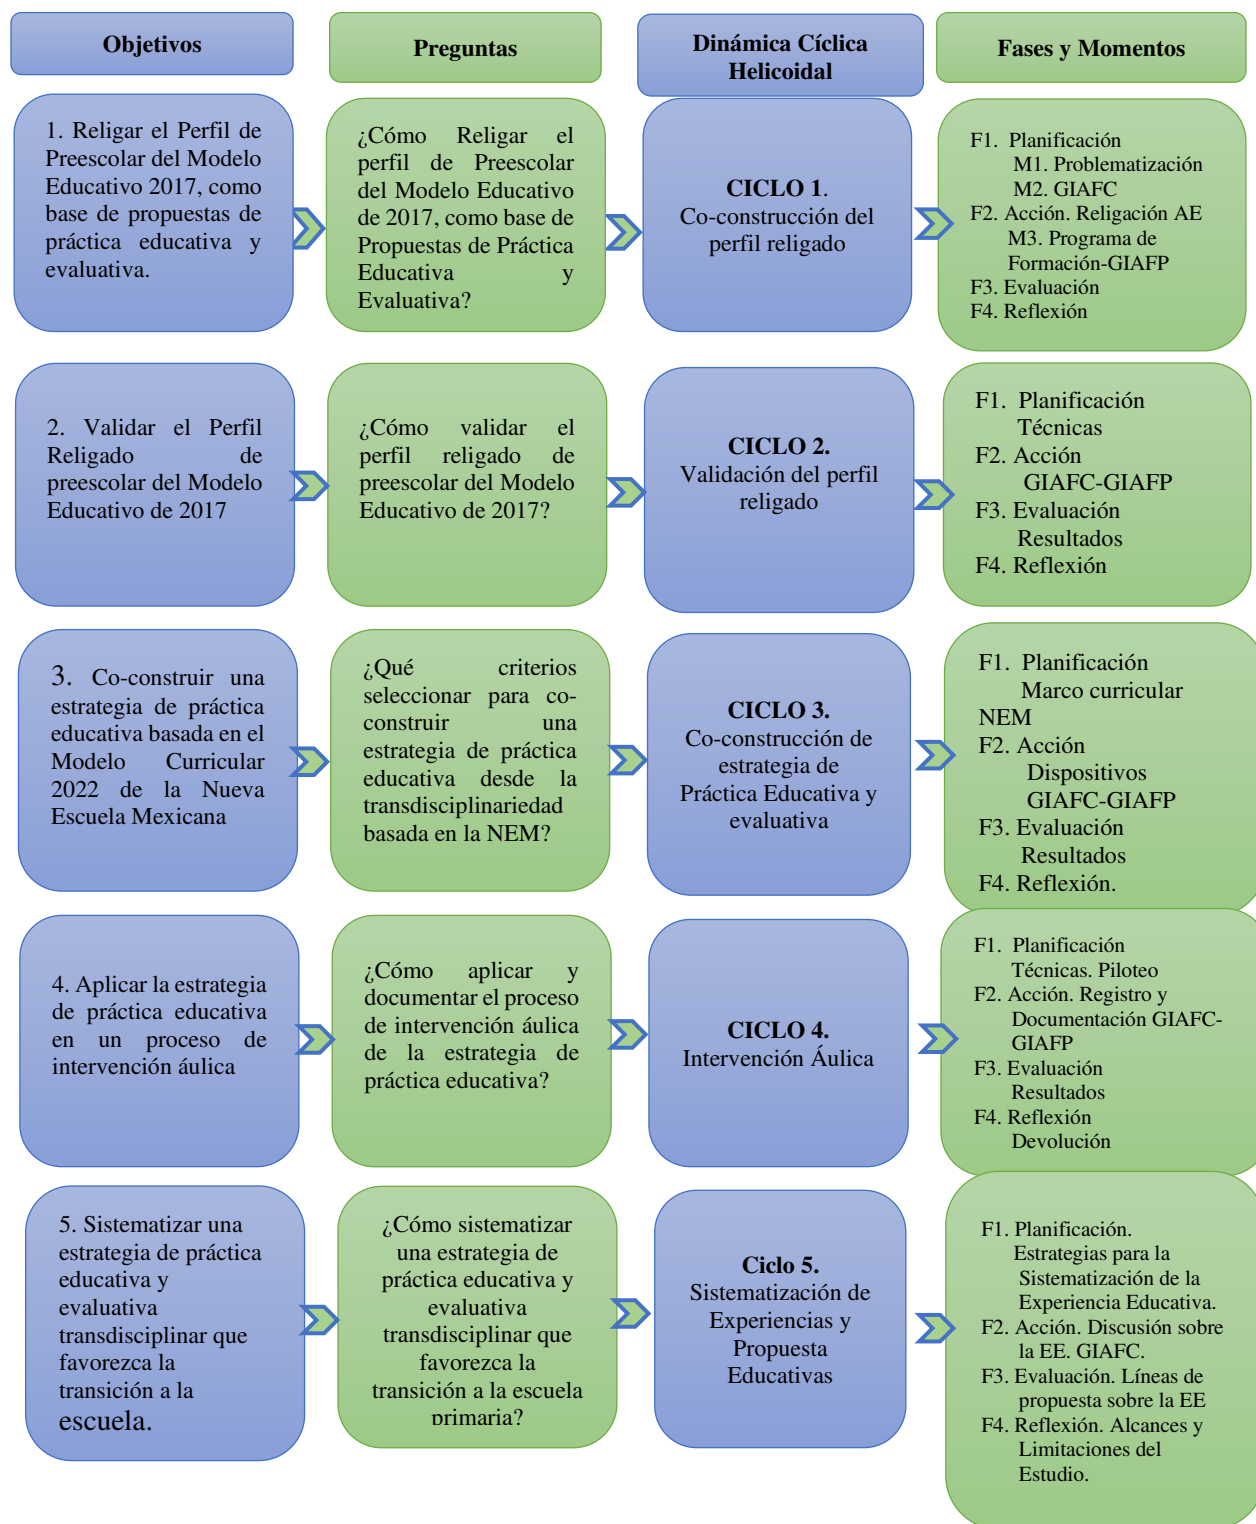 Objetivos
Preguntas
Dinámica Cíclica
Helicoidal
Fases y Momentos
1. Religar el Perfil de
Preescolar del Modelo
Educativo 2017, como
base de propuestas de
práctica educativa y
evaluativa.
¿Cómo Religar el
perfil de Preescolar
del Modelo Educativo
de 2017, como base de
Propuestas de Práctica
Educativa y
Evaluativa?
CICLO 1.
Co-construcción del
perfil religado
F1. Planificación
M1. Problematización
M2. GIAFC
F2. Acción. Religación AE
M3. Programa de
Formación-GIAFP
F3. Evaluación
F4. Reflexión
2. Validar el Perfil
Religado de
preescolar del Modelo
Educativo de 2017
¿Cómo validar el
perfil religado de
preescolar del Modelo
Educativo de 2017?
CICLO 2.
Validación del perfil
religado
F1. Planificación
Técnicas
F2. Acción
GIAFC-GIAFP
F3. Evaluación
Resultados
F4. Reflexión
3. Co-construir una
estrategia de práctica
educativa basada en el
Modelo Curricular
2022 de la Nueva
Escuela Mexicana
¿Qué criterios
seleccionar para co-
construir una
estrategia de práctica
educativa desde la
transdisciplinariedad
basada en la NEM?
CICLO 3.
Co-construcción de
estrategia de
Práctica Educativa y
evaluativa
F1. Planificación
Marco curricular
NEM
F2. Acción
Dispositivos
GIAFC-GIAFP
F3. Evaluación
Resultados
F4. Reflexión.
4. Aplicar la estrategia
de práctica educativa
en un proceso de
intervención áulica
¿Cómo aplicar y
documentar el proceso
de intervención áulica
de la estrategia de
práctica educativa?
CICLO 4.
Intervención Áulica
F1. Planificación
Técnicas. Piloteo
F2. Acción. Registro y
Documentación GIAFC-
GIAFP
F3. Evaluación
Resultados
F4. Reflexión
Devolución
5. Sistematizar una
estrategia de práctica
educativa y
evaluativa
transdisciplinar que
favorezca la
transición a la
escuela.
¿Cómo sistematizar
una estrategia de
práctica educativa y
evaluativa
transdisciplinar que
favorezca la
transición a la escuela
primaria?
Ciclo 5.
Sistematización de
Experiencias y
Propuesta
Educativas
F1. Planificación.
Estrategias para la
Sistematización de la
Experiencia Educativa.
F2. Acción. Discusión sobre
la EE. GIAFC.
F3. Evaluación. Líneas de
propuesta sobre la EE
F4. Reflexión. Alcances y
Limitaciones del
Estudio.